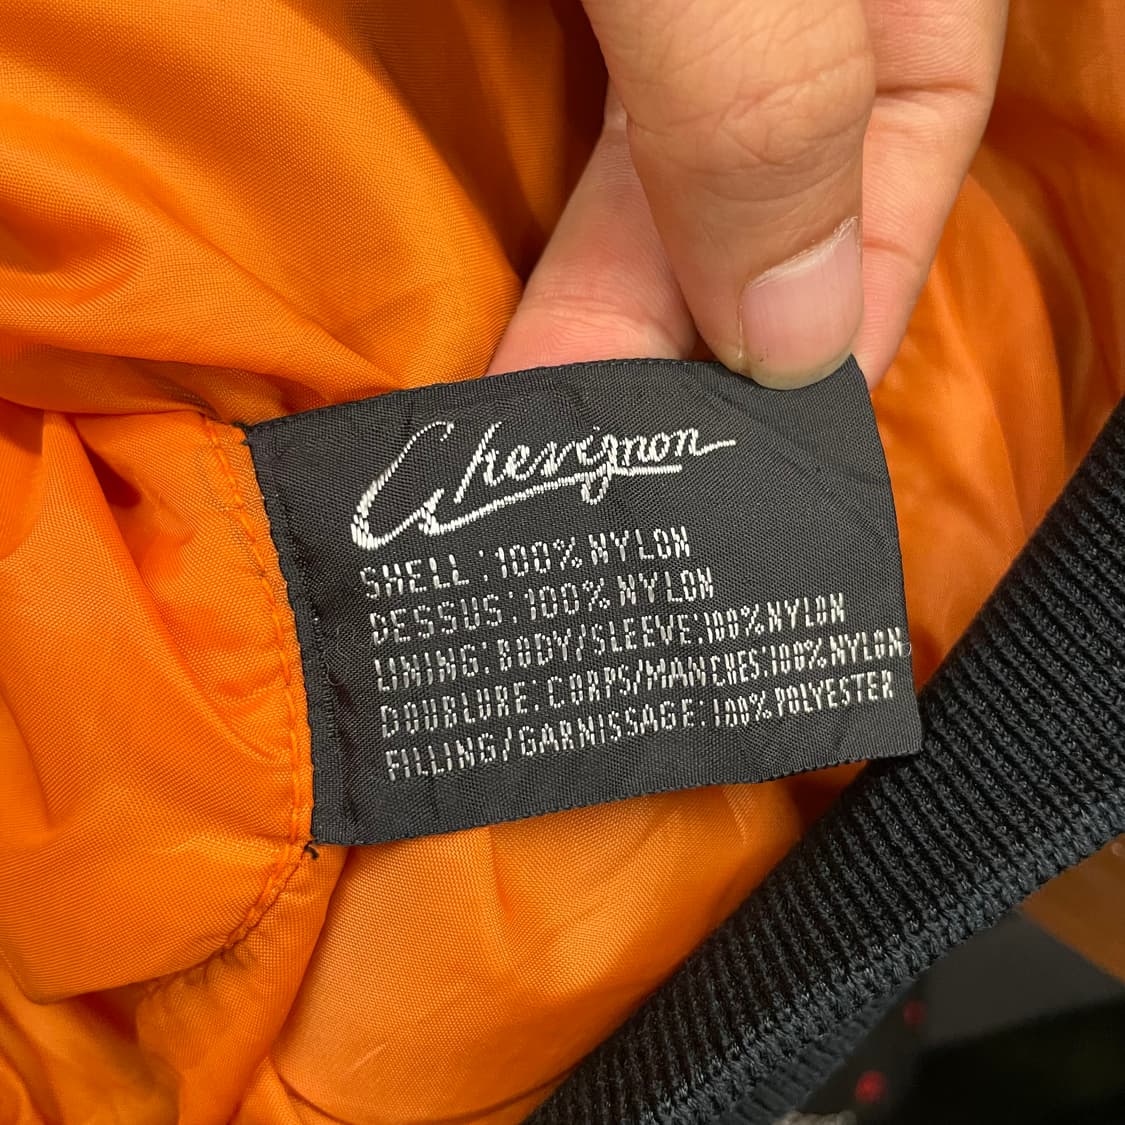 Chevignon
SHELL:100% NYLON
DESSUS:100% NYLON
LINING:BODY/SLEEVE:100% NYLON
DOUBLURE:CORPS/MANCHES:100% NYLON
FILLING/GARNISSAGE:100% POLYESTER